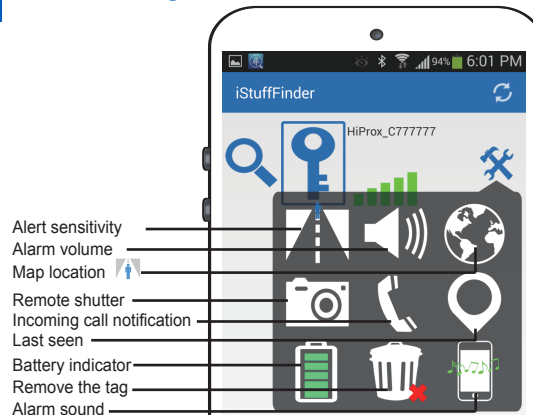 94% 6:01 PM
iStuffFinder
HiProx_C777777
Alert sensitivity
Alarm volume
Map location
Remote shutter
Incoming call notification
Last seen
Battery indicator
Remove the tag
Alarm sound